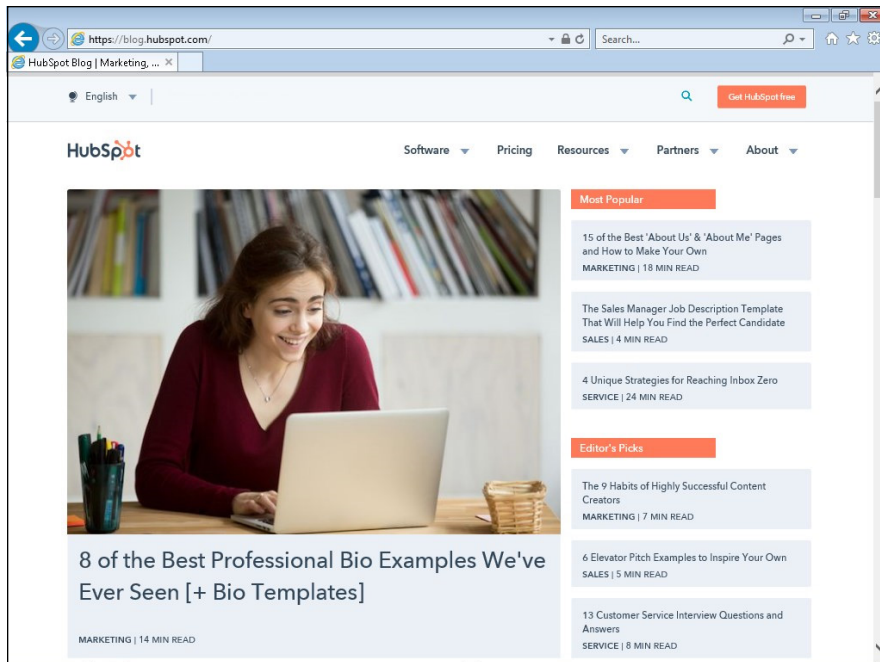 https://blog.hubspot.com/
Search...
HubSpot Blog | Marketing, ...
English
Get HubSpot free
HubSpot
Software
Pricing
Resources
Partners
About
Most Popular
15 of the Best 'About Us' & 'About Me' Pages
and How to Make Your Own
MARKETING | 18 MIN READ
The Sales Manager Job Description Template
That Will Help You Find the Perfect Candidate
SALES | 4 MIN READ
4 Unique Strategies for Reaching Inbox Zero
SERVICE | 24 MIN READ
Editor's Picks
The 9 Habits of Highly Successful Content
Creators
MARKETING | 7 MIN READ
6 Elevator Pitch Examples to Inspire Your Own
SALES | 5 MIN READ
13 Customer Service Interview Questions and
Answers
SERVICE | 8 MIN READ
8 of the Best Professional Bio Examples We've
Ever Seen [+ Bio Templates]
MARKETING | 14 MIN READ